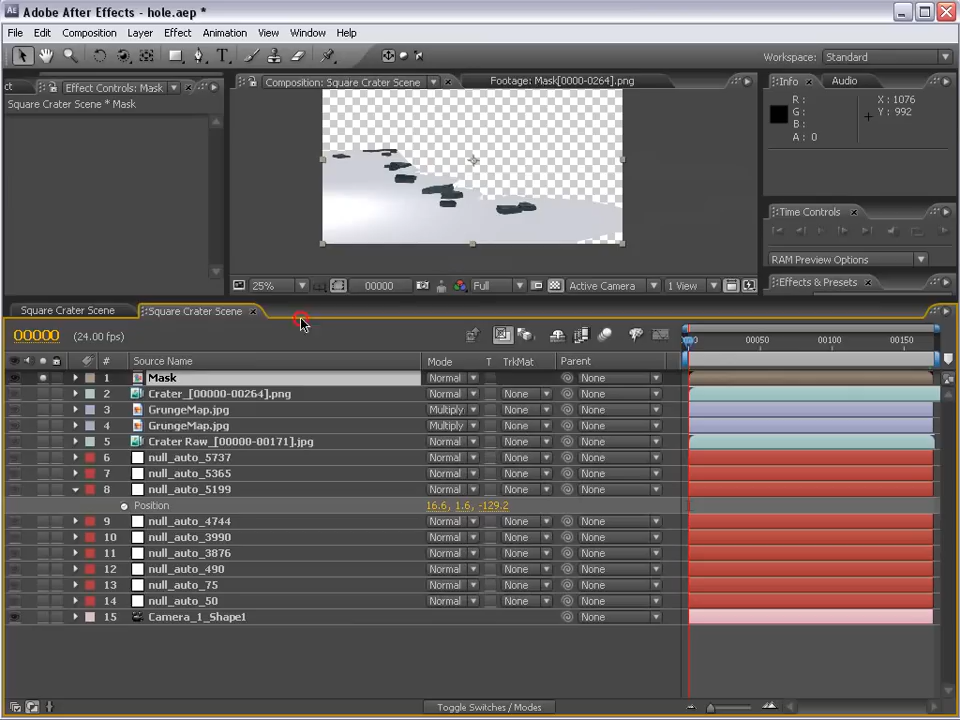 Adobe After Effects - hole.aep *
File Edit Composition Layer Effect Animation View Window Help
Workspace: Standard
ct Effect Controls: Mask
Composition: Square Crater Scene
Footage: Mask[0000-0264].png
Info Audio
Square Crater Scene * Mask
R :
G :
B :
A : 0
X : 1076
Y : 992
Time Controls
RAM Preview Options
Effects & Presets
25% 00000 Full Active Camera 1 View
Square Crater Scene Square Crater Scene
00000 (24.00 fps)
00050 00100 00150
# Source Name Mode T TrkMat Parent
1 Mask Normal None
2 Crater_[00000-00264].png Normal None None
3 GrungeMap.jpg Multiply None None
4 GrungeMap.jpg Multiply None None
5 Crater Raw_[00000-00171].jpg Normal None None
6 null_auto_5737 Normal None None
7 null_auto_5365 Normal None None
8 null_auto_5199 Normal None None
Position 16.6, 1.6, -129.2
9 null_auto_4744 Normal None None
10 null_auto_3990 Normal None None
11 null_auto_3876 Normal None None
12 null_auto_490 Normal None None
13 null_auto_75 Normal None None
14 null_auto_50 Normal None None
15 Camera_1_Shape1 None
Toggle Switches / Modes